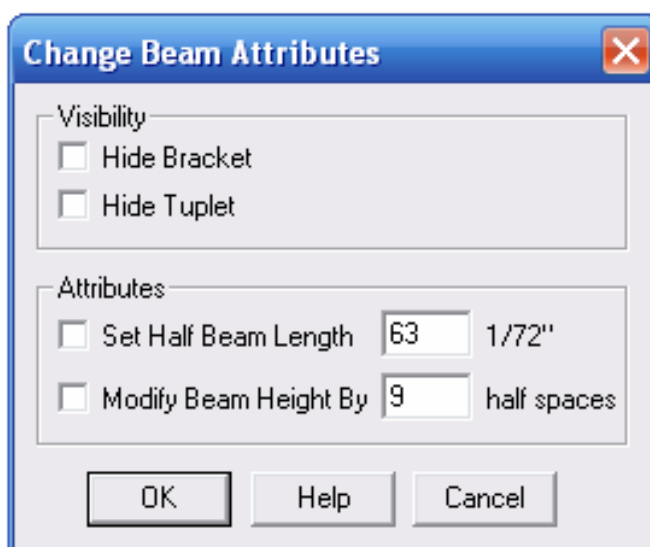 Change Beam Attributes
Visibility
Hide Bracket
Hide Tuplet
Attributes
Set Half Beam Length 63 1/72"
Modify Beam Height By 9 half spaces
OK Help Cancel